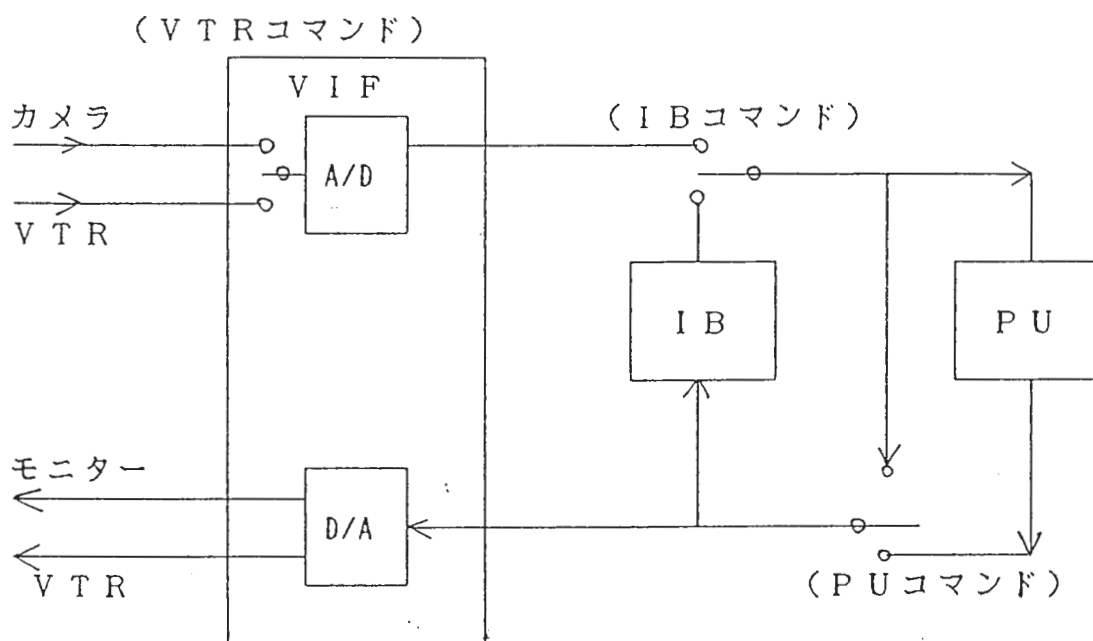 (VTRコマンド)
VIF
カメラ
(IBコマンド)
A/D
VTR
IB
PU
モニター
D/A
VTR
(PUコマンド)